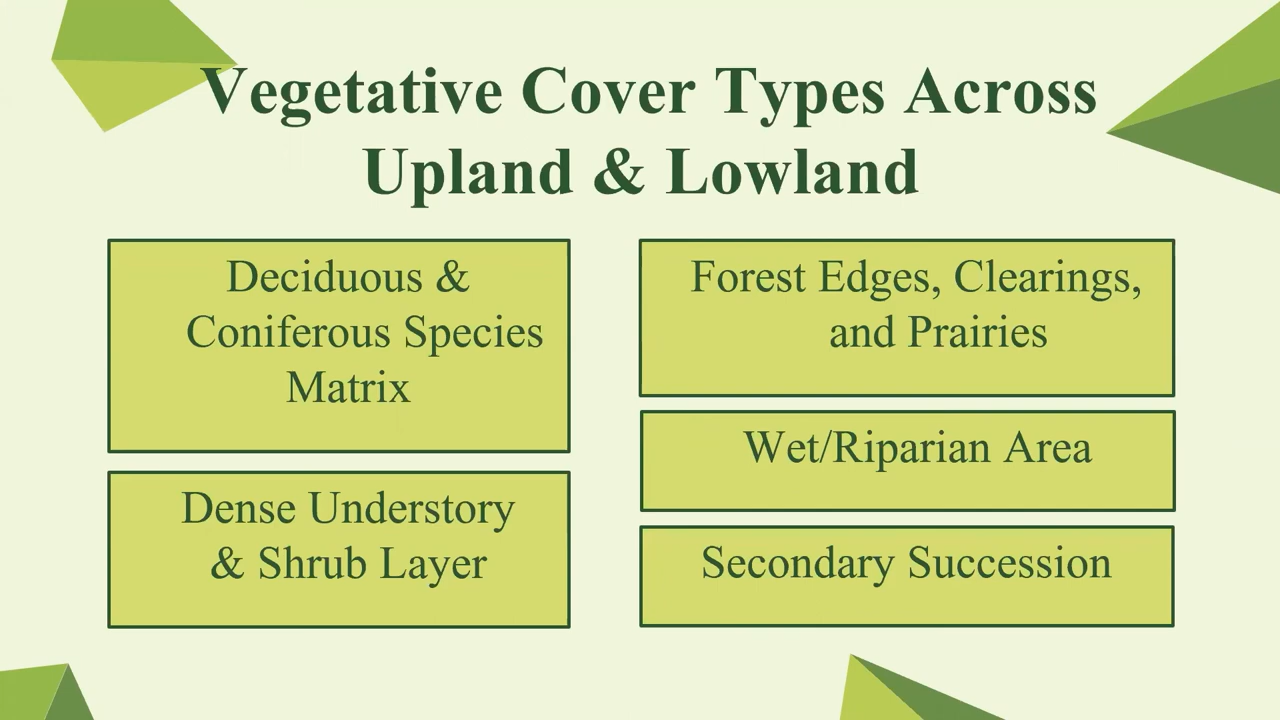 Vegetative Cover Types Across
Upland & Lowland
Deciduous &
Coniferous Species
Matrix
Dense Understory
& Shrub Layer
Forest Edges, Clearings,
and Prairies
Wet/Riparian Area
Secondary Succession